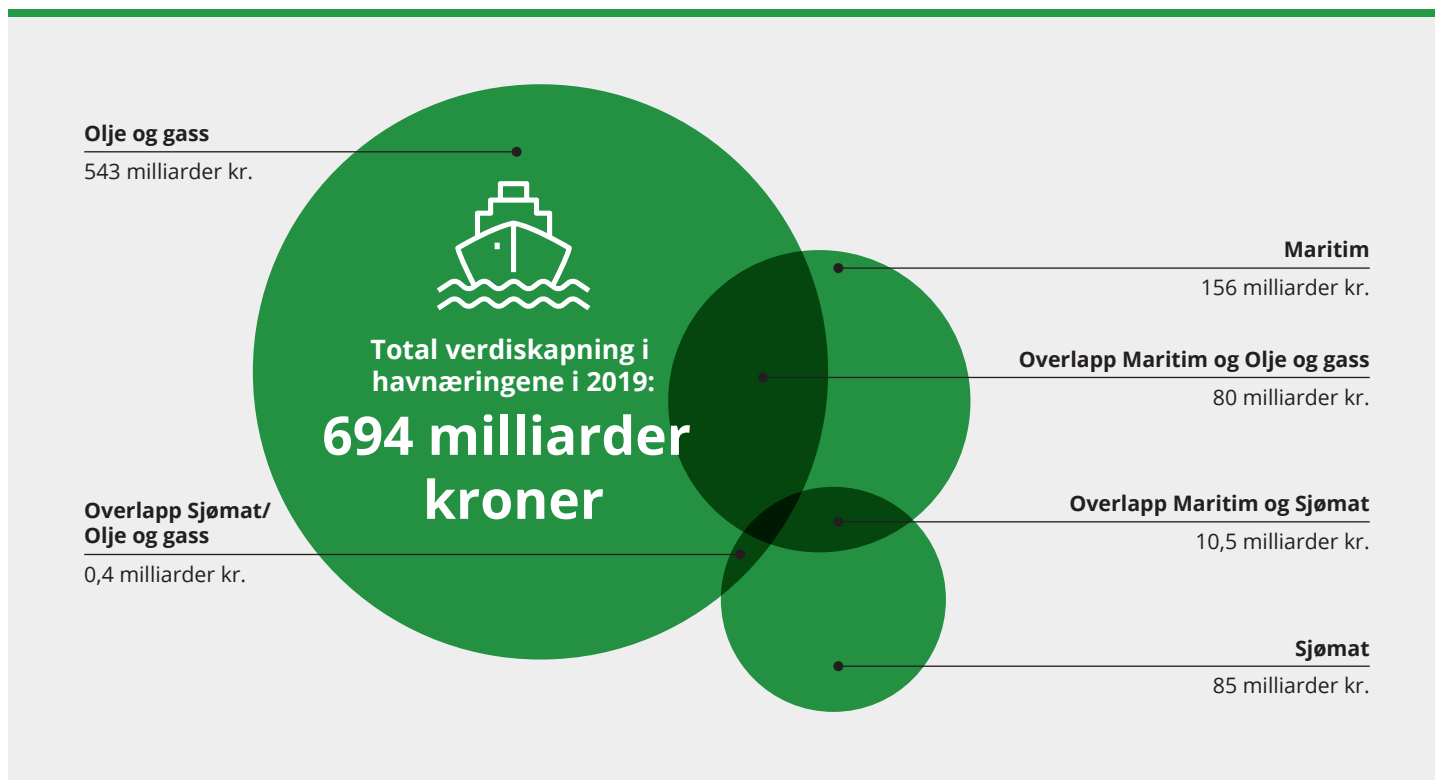 Olje og gass
543 milliarder kr.
Total verdiskapning i
havnæringene i 2019:
694 milliarder
kroner
Overlapp Sjømat/
Olje og gass
0,4 milliarder kr.
Maritim
156 milliarder kr.
Overlapp Maritim og Olje og gass
80 milliarder kr.
Overlapp Maritim og Sjømat
10,5 milliarder kr.
Sjømat
85 milliarder kr.